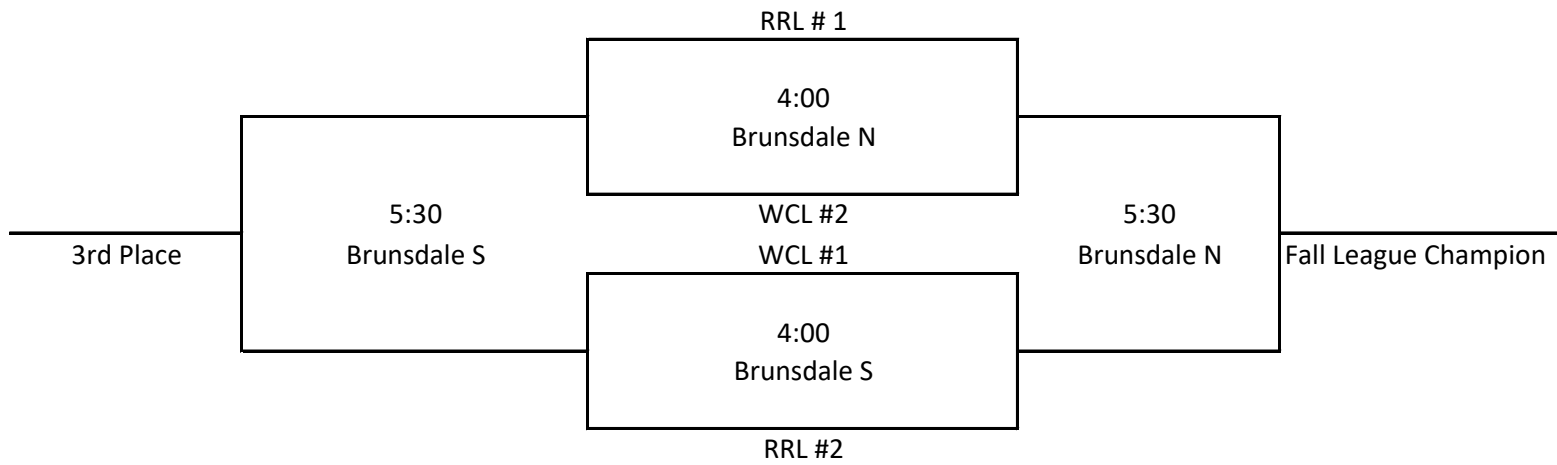 RRL # 1
4:00
Brunsdale N
WCL #2
5:30
Brunsdale S
3rd Place
WCL #1
5:30
Brunsdale N
Fall League Champion
4:00
Brunsdale S
RRL #2